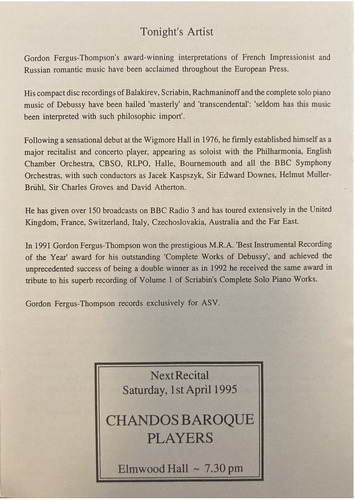 Tonight's Artist
Gordon Fergus-Thompson's award-winning interpretations of French Impressionist and
Russian romantic music have been acclaimed throughout the European Press.
His compact disc recordings of Balakirev, Scriabin, Rachmaninoff and the complete solo piano
music of Debussy have been hailed 'masterly' and 'transcendental': 'seldom has this music
been interpreted with such philosophic import'.
Following a sensational debut at the Wigmore Hall in 1976, he firmly established himself as a
major recitalist and concerto player, appearing as soloist with the Philharmonia, English
Chamber Orchestra, CBSO, RLPO, Halle, Bournemouth and all the BBC Symphony
Orchestras, with such conductors as Jacek Kaspszyk, Sir Edward Downes, Helmut Muller-
Brühl, Sir Charles Groves and David Atherton.
He has given over 150 broadcasts on BBC Radio 3 and has toured extensively in the United
Kingdom, France, Switzerland, Italy, Czechoslovakia, Australia and the Far East.
In 1991 Gordon Fergus-Thompson won the prestigious M.R.A. 'Best Instrumental Recording
of the Year' award for his outstanding 'Complete Works of Debussy', and achieved the
unprecedented success of being a double winner as in 1992 he received the same award in
tribute to his superb recording of Volume 1 of Scriabin's Complete Solo Piano Works.
Gordon Fergus-Thompson records exclusively for ASV.
Next Recital
Saturday, 1st April 1995
CHANDOS BAROQUE
PLAYERS
Elmwood Hall ~ 7.30 pm